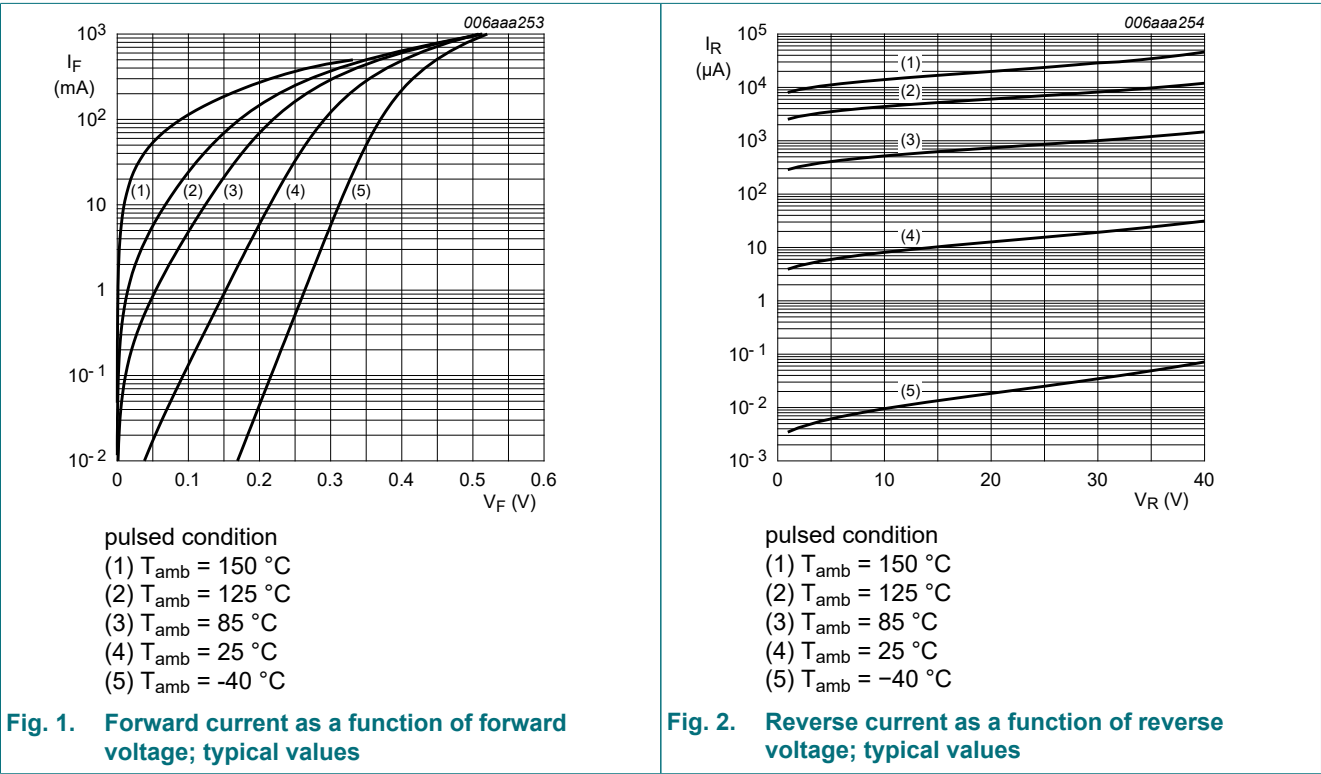 006aaa253
10³
I_F
(mA)
10²
10
1
10⁻¹
10⁻²
(1)
(2)
(3)
(4)
(5)
0
0.1
0.2
0.3
0.4
0.5
0.6
V_F (V)
pulsed condition
(1) T_amb = 150 °C
(2) T_amb = 125 °C
(3) T_amb = 85 °C
(4) T_amb = 25 °C
(5) T_amb = -40 °C
Fig. 1. Forward current as a function of forward
voltage; typical values
006aaa254
10⁵
I_R
(µA)
10⁴
10³
10²
10
1
10⁻¹
10⁻²
10⁻³
(1)
(2)
(3)
(4)
(5)
0
10
20
30
40
V_R (V)
pulsed condition
(1) T_amb = 150 °C
(2) T_amb = 125 °C
(3) T_amb = 85 °C
(4) T_amb = 25 °C
(5) T_amb = −40 °C
Fig. 2. Reverse current as a function of reverse
voltage; typical values